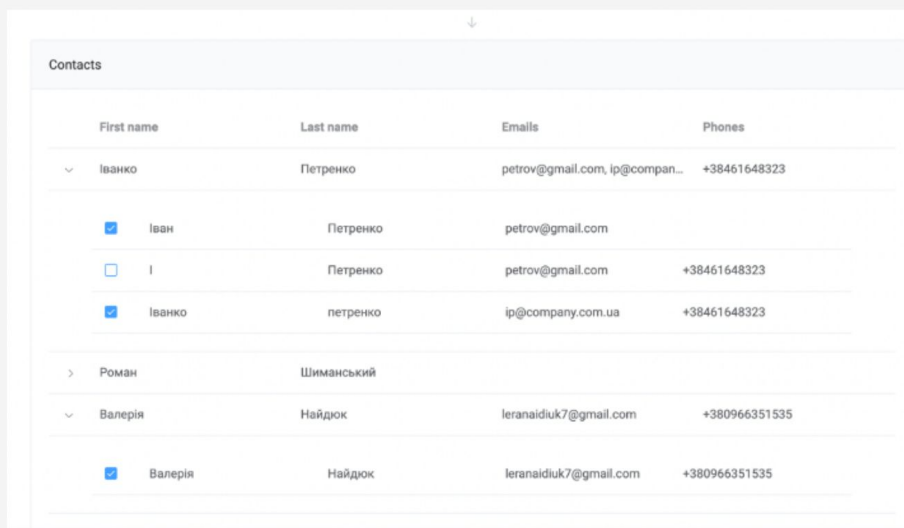 Contacts
First name Last name Emails Phones
Іванко Петренко petrov@gmail.com, ip@compan... +38461648323
Іван Петренко petrov@gmail.com
І Петренко petrov@gmail.com +38461648323
Іванко петренко ip@company.com.ua +38461648323
Роман Шиманський
Валерія Найдюк leranaidiuk7@gmail.com +380966351535
Валерія Найдюк leranaidiuk7@gmail.com +380966351535